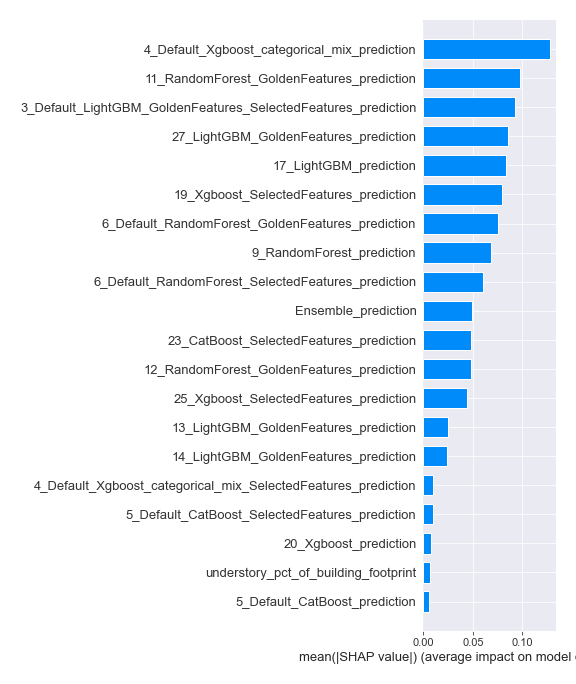 4_Default_Xgboost_categorical_mix_prediction
11_RandomForest_GoldenFeatures_prediction
3_Default_LightGBM_GoldenFeatures_SelectedFeatures_prediction
27_LightGBM_GoldenFeatures_prediction
17_LightGBM_prediction
19_Xgboost_SelectedFeatures_prediction
6_Default_RandomForest_GoldenFeatures_prediction
9_RandomForest_prediction
6_Default_RandomForest_SelectedFeatures_prediction
Ensemble_prediction
23_CatBoost_SelectedFeatures_prediction
12_RandomForest_GoldenFeatures_prediction
25_Xgboost_SelectedFeatures_prediction
13_LightGBM_GoldenFeatures_prediction
14_LightGBM_GoldenFeatures_prediction
4_Default_Xgboost_categorical_mix_SelectedFeatures_prediction
5_Default_CatBoost_SelectedFeatures_prediction
20_Xgboost_prediction
understory_pct_of_building_footprint
5_Default_CatBoost_prediction
0.00 0.05 0.10
mean(|SHAP value|) (average impact on model